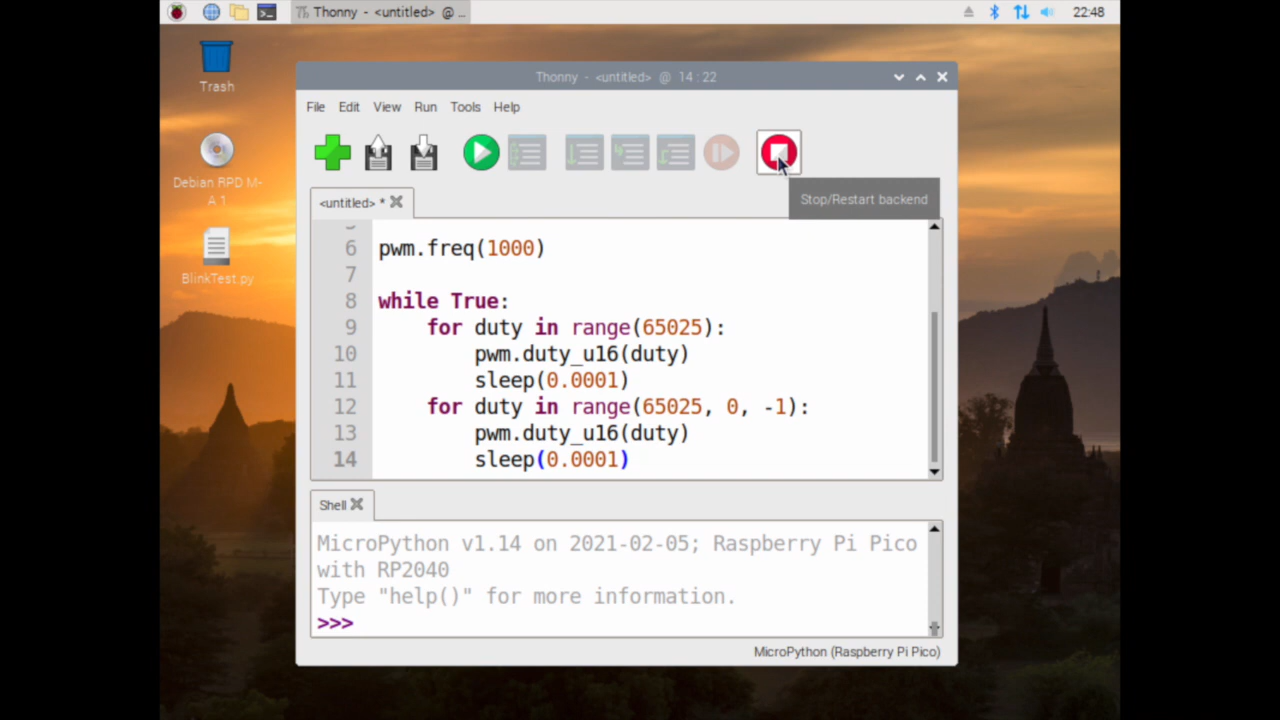 Thonny - <untitled> @ ...
22:48
Trash
Debian RPD M-
A 1
BlinkTest.py
Thonny - <untitled> @ 14 : 22
File Edit View Run Tools Help
Stop/Restart backend
<untitled> *
6 pwm.freq(1000)
7
8 while True:
9 for duty in range(65025):
10 pwm.duty_u16(duty)
11 sleep(0.0001)
12 for duty in range(65025, 0, -1):
13 pwm.duty_u16(duty)
14 sleep(0.0001)
Shell
MicroPython v1.14 on 2021-02-05; Raspberry Pi Pico
with RP2040
Type "help()" for more information.
>>>
MicroPython (Raspberry Pi Pico)